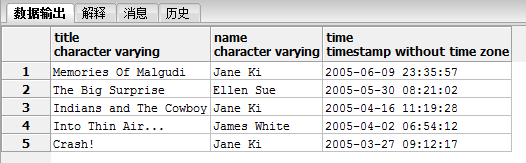 数据输出 解释 消息 历史
title name time
character varying character varying timestamp without time zone
1 Memories Of Malgudi Jane Ki 2005-06-09 23:35:57
2 The Big Surprise Ellen Sue 2005-05-30 08:21:02
3 Indians and The Cowboy Jane Ki 2005-04-16 11:19:28
4 Into Thin Air... James White 2005-04-02 06:54:12
5 Crash! Jane Ki 2005-03-27 09:12:17